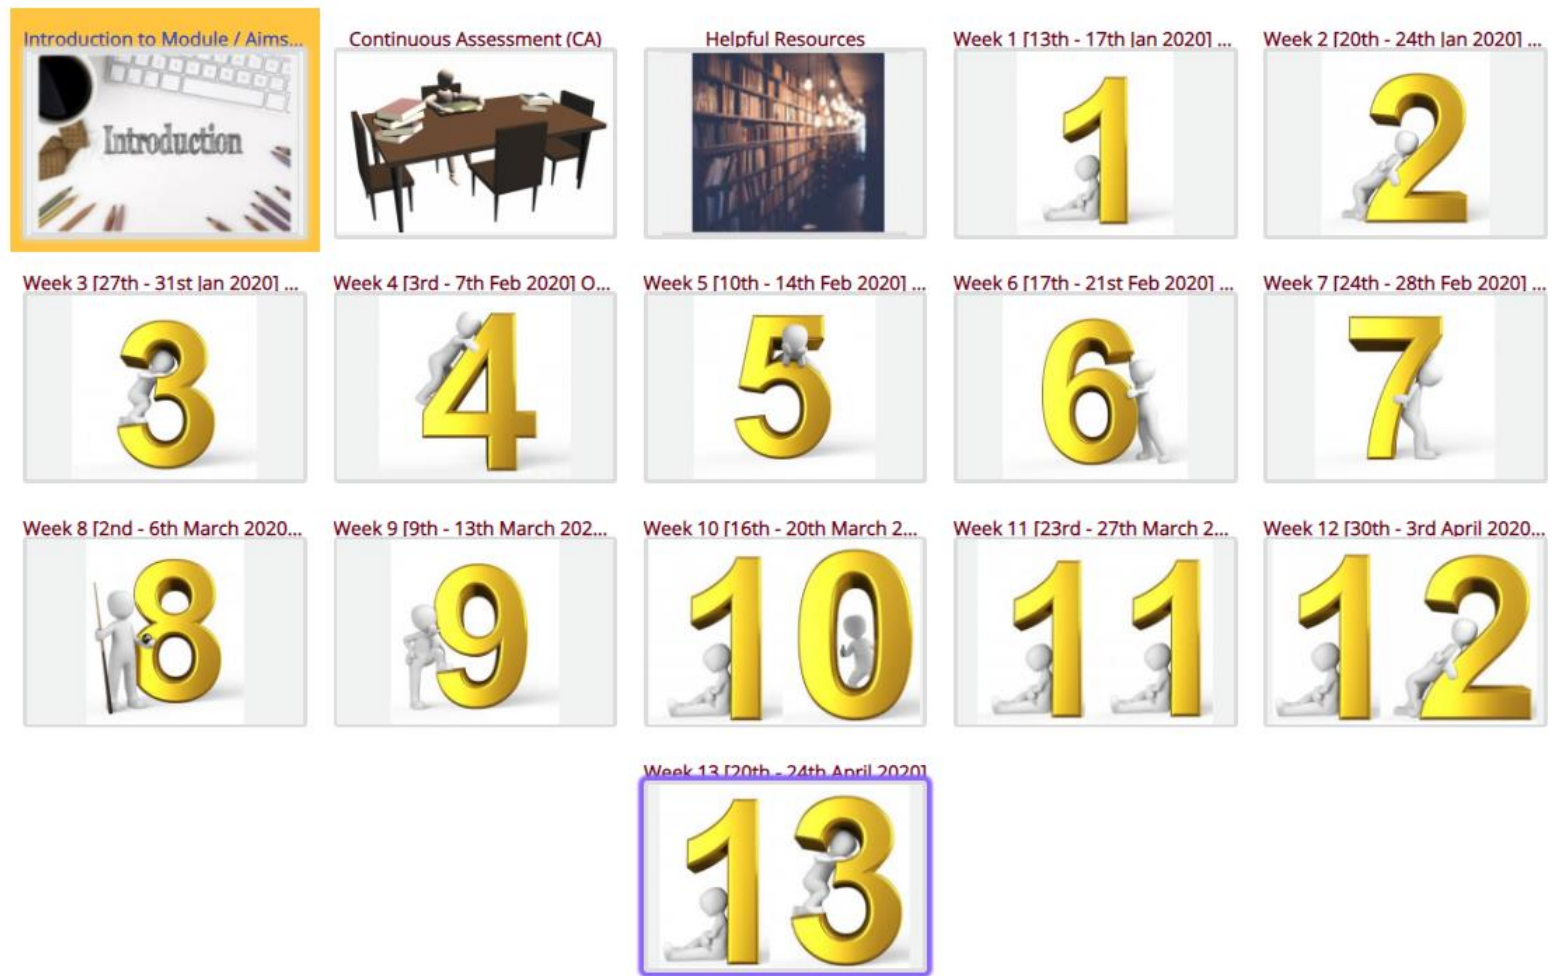 Introduction to Module / Aims...
Continuous Assessment (CA)
Helpful Resources
Week 1 [13th - 17th Jan 2020] ...
Week 2 [20th - 24th Jan 2020] ...
Introduction
1
2
Week 3 [27th - 31st Jan 2020] ...
Week 4 [3rd - 7th Feb 2020] O...
Week 5 [10th - 14th Feb 2020] ...
Week 6 [17th - 21st Feb 2020] ...
Week 7 [24th - 28th Feb 2020] ...
3
4
5
6
7
Week 8 [2nd - 6th March 2020...
Week 9 [9th - 13th March 202...
Week 10 [16th - 20th March 2...
Week 11 [23rd - 27th March 2...
Week 12 [30th - 3rd April 2020...
8
9
10
11
12
Week 13 [20th - 24th April 2020]
13